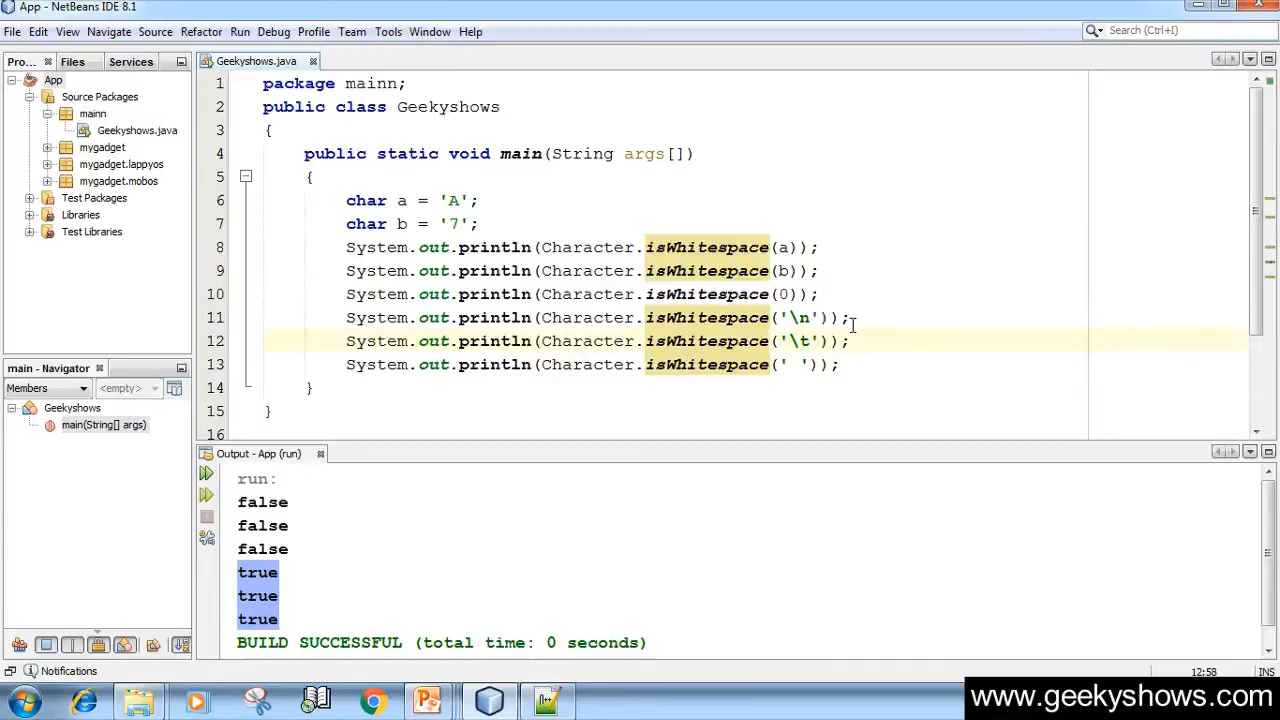 App - NetBeans IDE 8.1
File Edit View Navigate Source Refactor Run Debug Profile Team Tools Window Help
Search (Ctrl+I)
Pro... Files Services
App
Source Packages
mainn
Geekyshows.java
mygadget
mygadget.lappyos
mygadget.mobos
Test Packages
Libraries
Test Libraries
main - Navigator
Members <empty>
Geekyshows
main(String[] args)
Geekyshows.java
1 package mainn;
2 public class Geekyshows
3 {
4 public static void main(String args[])
5 {
6 char a = 'A';
7 char b = '7';
8 System.out.println(Character.isWhitespace(a));
9 System.out.println(Character.isWhitespace(b));
10 System.out.println(Character.isWhitespace(0));
11 System.out.println(Character.isWhitespace('\n'));
12 System.out.println(Character.isWhitespace('\t'));
13 System.out.println(Character.isWhitespace(' '));
14 }
15 }
16
Output - App (run)
run:
false
false
false
true
true
true
BUILD SUCCESSFUL (total time: 0 seconds)
Notifications
12:58 INS
www.geekyshows.com